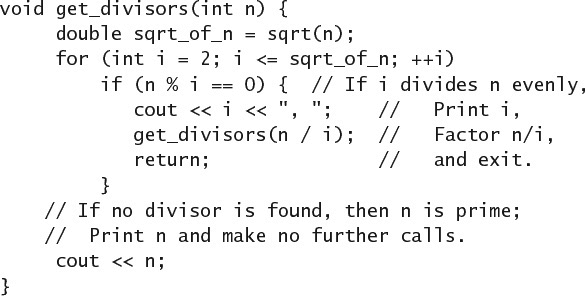 void get_divisors(int n) {
     double sqrt_of_n = sqrt(n);
     for (int i = 2; i <= sqrt_of_n; ++i)
         if (n % i == 0) {  // If i divides n evenly,
            cout << i << ", ";    //   Print i,
            get_divisors(n / i);  //   Factor n/i,
            return;               //   and exit.
         }
    // If no divisor is found, then n is prime;
    //  Print n and make no further calls.
     cout << n;
}